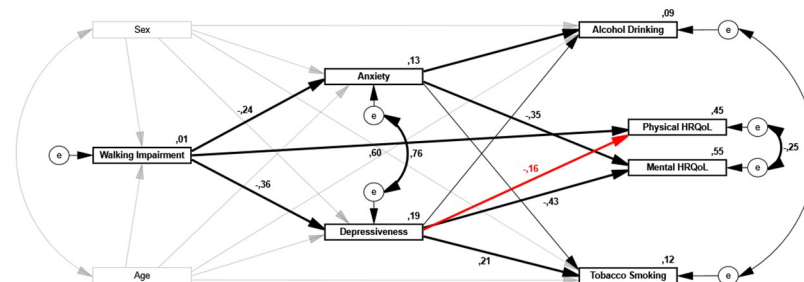 ,09
Sex
Alcohol Drinking
e
,13
Anxiety
-,24
-,35
,45
Physical HRQoL
e
e
,01
,60
,76
,55
-,25
e
Walking Impairment
-,16
Mental HRQoL
e
e
-,36
,19
-,43
Depressiveness
,21
,12
Age
Tobacco Smoking
e